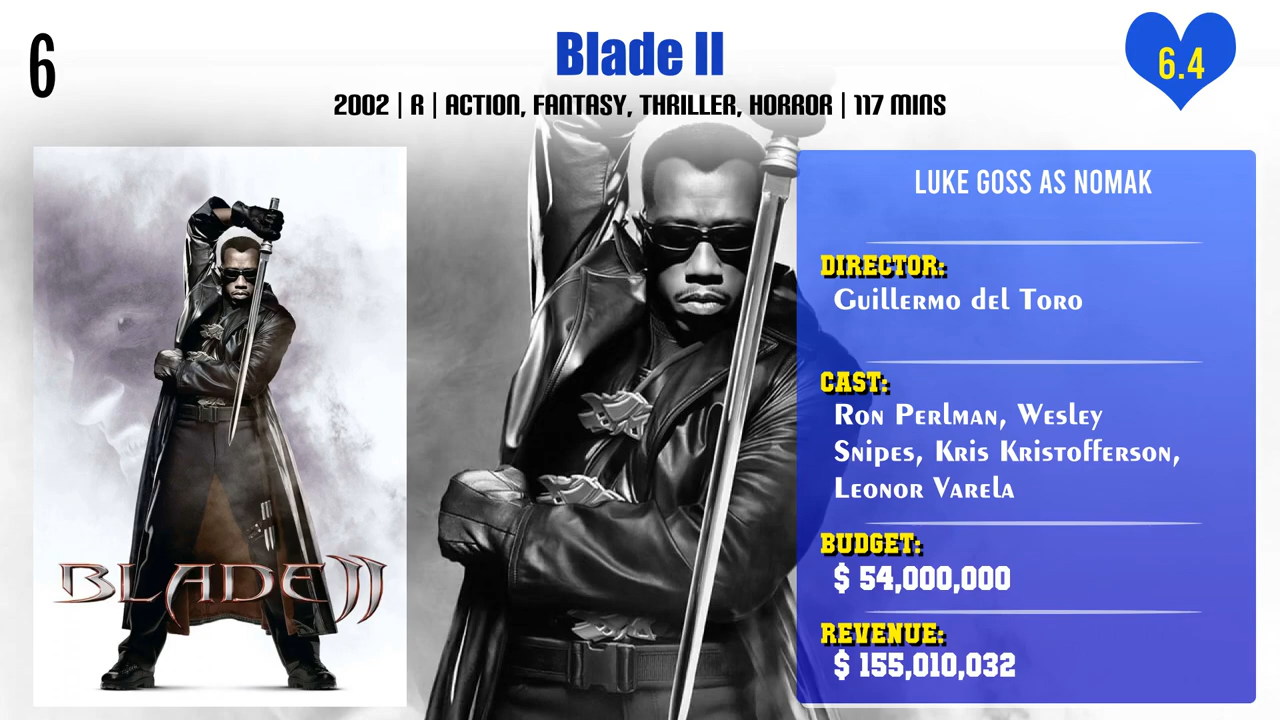 6
Blade II
6.4
2002 | R | ACTION, FANTASY, THRILLER, HORROR | 117 MINS
BLADE II
LUKE GOSS AS NOMAK
DIRECTOR:
Guillermo del Toro
CAST:
Ron Perlman, Wesley
Snipes, Kris Kristofferson,
Leonor Varela
BUDGET:
$ 54,000,000
REVENUE:
$ 155,010,032